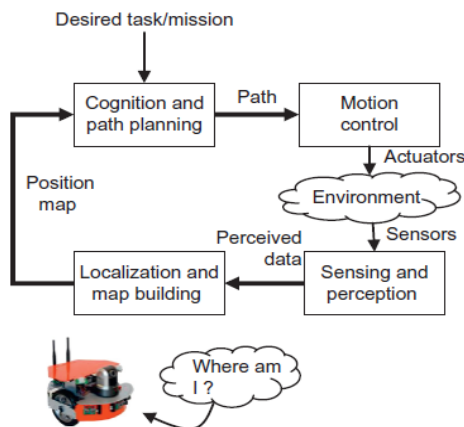 Desired task/mission
Cognition and
path planning
Path
Motion
control
Actuators
Position
map
Environment
Sensors
Perceived
data
Localization and
map building
Sensing and
perception
Where am
I ?